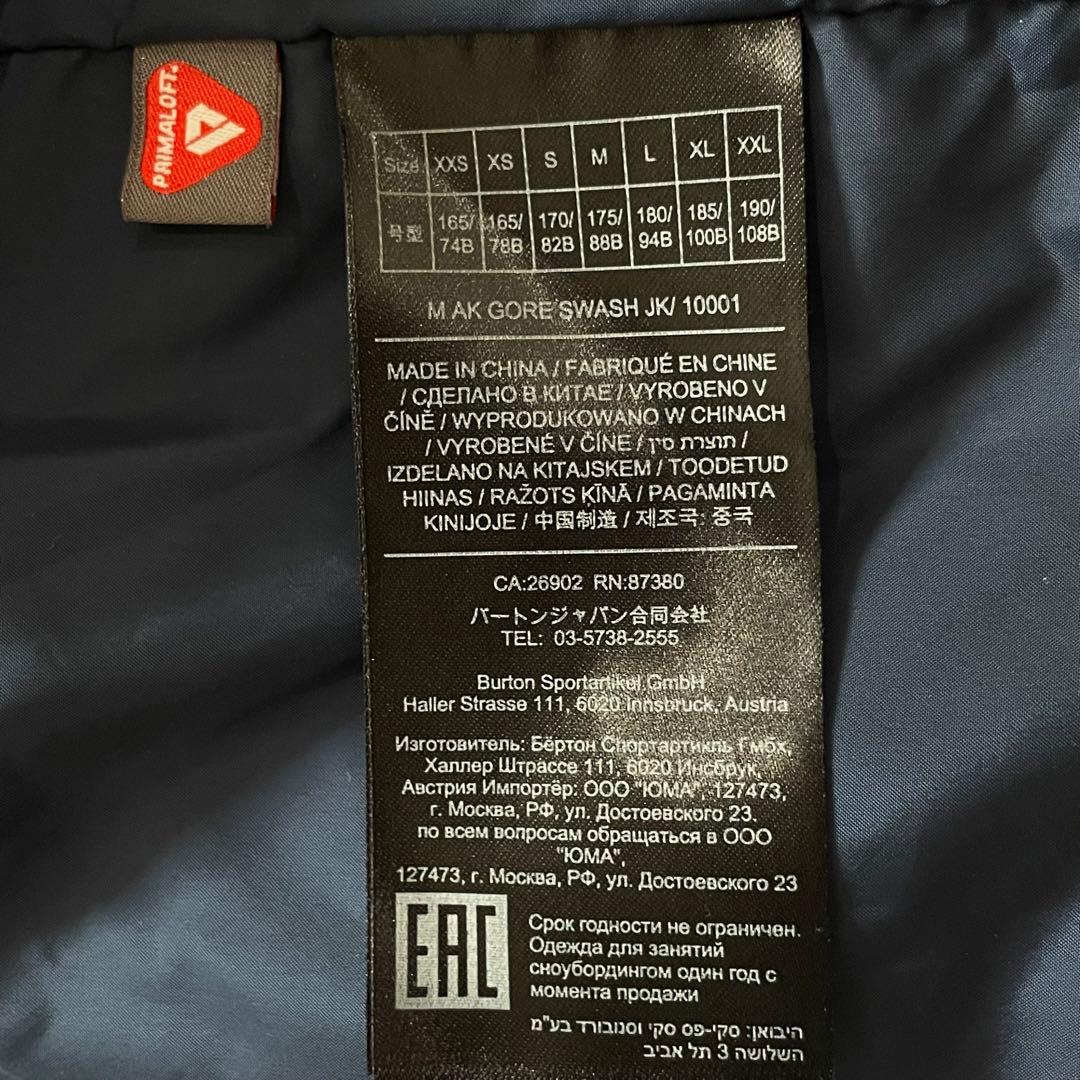 PRIMALOFT.
Size XXS XS S M L XL XXL
号型 165/74B 165/78B 170/82B 175/88B 180/94B 185/100B 190/108B
M AK GORE SWASH JK/ 10001
MADE IN CHINA / FABRIQUÉ EN CHINE
/ СДЕЛАНО В КИТАЕ / VYROBENO V
ČÍNĚ / WYPRODUKOWANO W CHINACH
/ VYROBENÉ V ČÍNE / תוצרת סין /
IZDELANO NA KITAJSKEM / TOODETUD
HIINAS / RAŽOTS ĶĪNĀ / PAGAMINTA
KINIJOJE / 中国制造 / 제조국: 중국
CA:26902 RN:87380
バートンジャパン合同会社
TEL: 03-5738-2555
Burton Sportartikel GmbH
Haller Strasse 111, 6020 Innsbruck, Austria
Изготовитель: Бёртон Спортартикль Гмбх,
Халлер Штрассе 111, 6020 Инсбрук,
Австрия Импортёр: ООО "ЮМА", 127473,
г. Москва, РФ, ул. Достоевского 23.
по всем вопросам обращаться в ООО
"ЮМА",
127473, г. Москва, РФ, ул. Достоевского 23
EAC
Срок годности не ограничен.
Одежда для занятий
сноубордингом один год с
момента продажи
היבואן: סקי-פס סקי וסנובורד בע"מ
השלושה 3 תל אביב